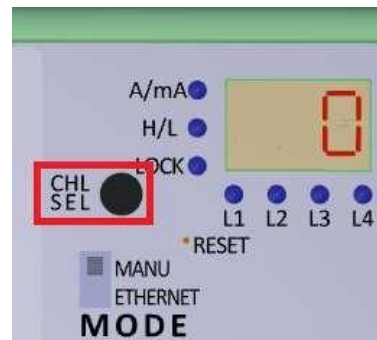 A/mA
H/L
LOCK
0
CHL
SEL
L1 L2 L3 L4
RESET
MANU
ETHERNET
MODE